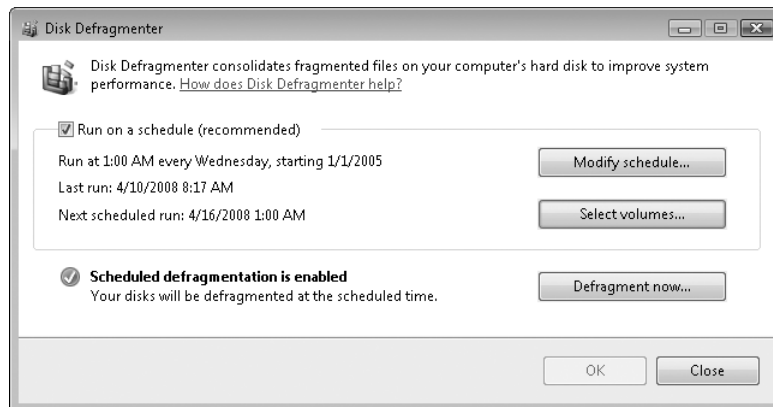 Disk Defragmenter
Disk Defragmenter consolidates fragmented files on your computer's hard disk to improve system
performance. How does Disk Defragmenter help?
Run on a schedule (recommended)
Run at 1:00 AM every Wednesday, starting 1/1/2005
Modify schedule...
Last run: 4/10/2008 8:17 AM
Next scheduled run: 4/16/2008 1:00 AM
Select volumes...
Scheduled defragmentation is enabled
Your disks will be defragmented at the scheduled time.
Defragment now...
OK
Close